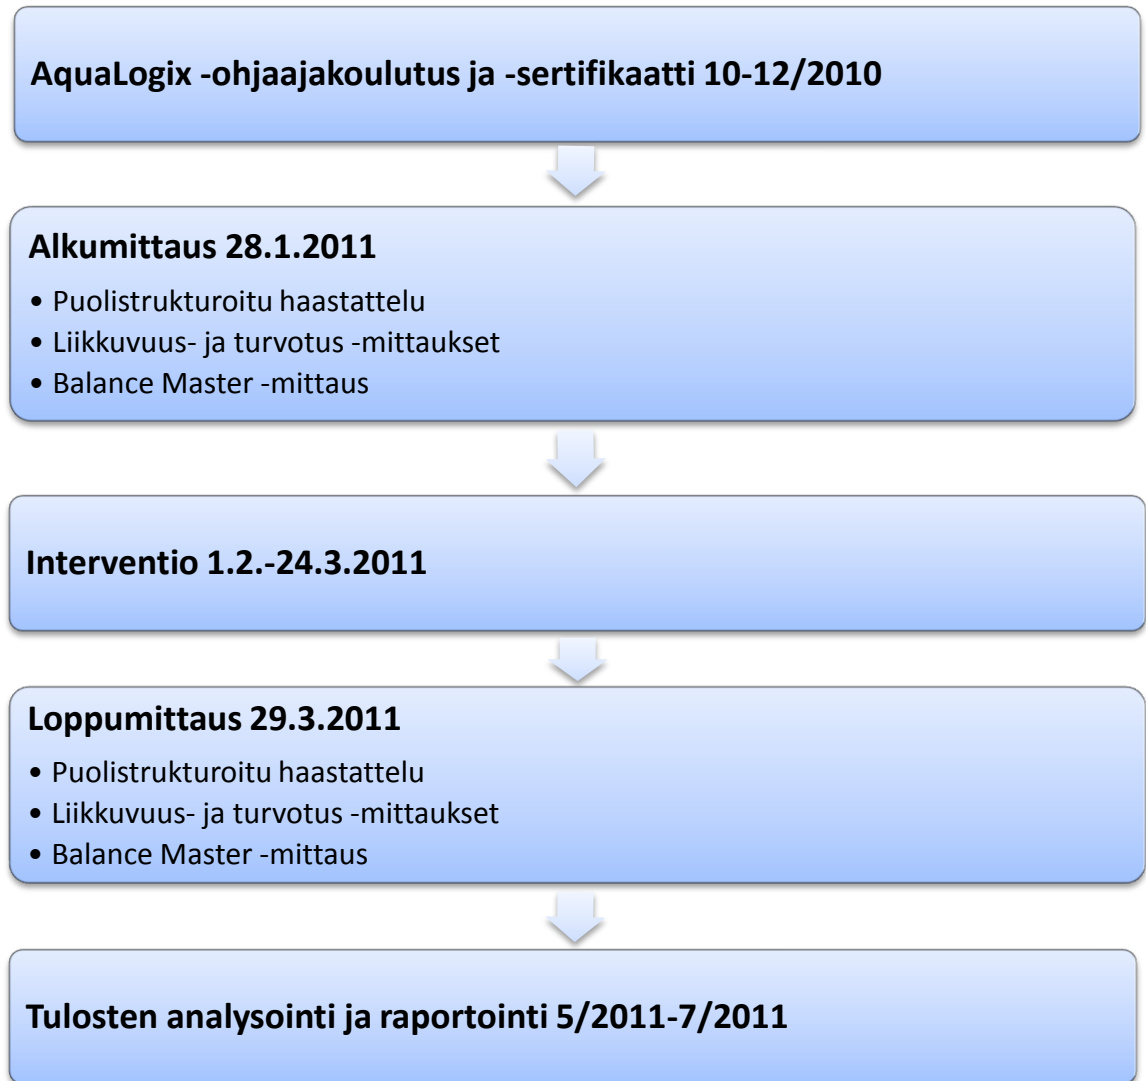 AquaLogix -ohjaajakoulutus ja -sertifikaatti 10-12/2010
Alkumittaus 28.1.2011
• Puolistrukturoitu haastattelu
• Liikkuvuus- ja turvotus -mittaukset
• Balance Master -mittaus
Interventio 1.2.-24.3.2011
Loppumittaus 29.3.2011
• Puolistrukturoitu haastattelu
• Liikkuvuus- ja turvotus -mittaukset
• Balance Master -mittaus
Tulosten analysointi ja raportointi 5/2011-7/2011